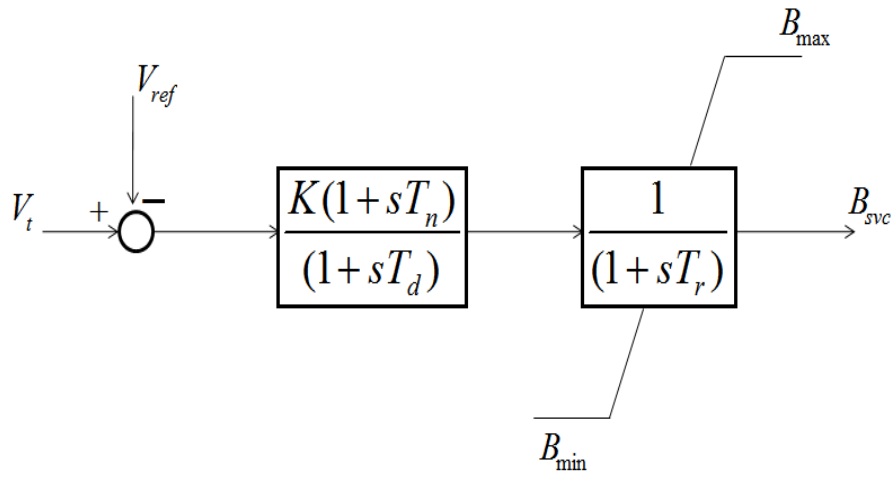 B_max
V_ref
V_t + −
K(1+sT_n)
(1+sT_d)
1
(1+sT_r)
B_svc
B_min